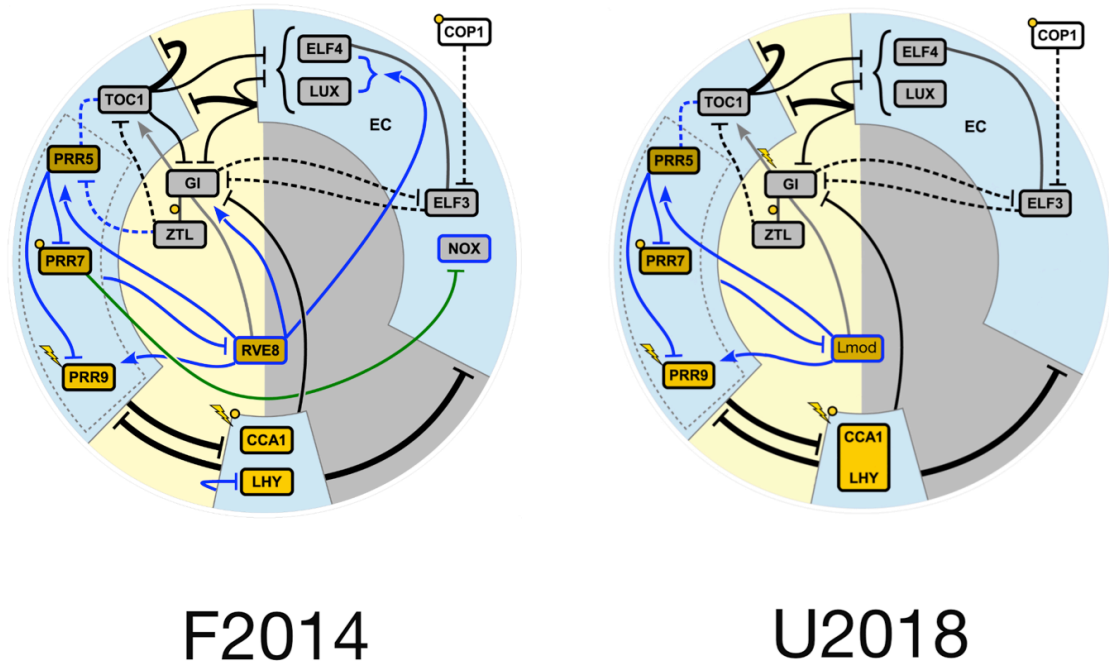 COP1
ELF4
TOC1
LUX
EC
PRR5
GI
ELF3
ZTL
NOX
PRR7
RVE8
PRR9
CCA1
LHY
F2014
COP1
ELF4
TOC1
LUX
EC
PRR5
GI
ELF3
ZTL
PRR7
Lmod
PRR9
CCA1
LHY
U2018